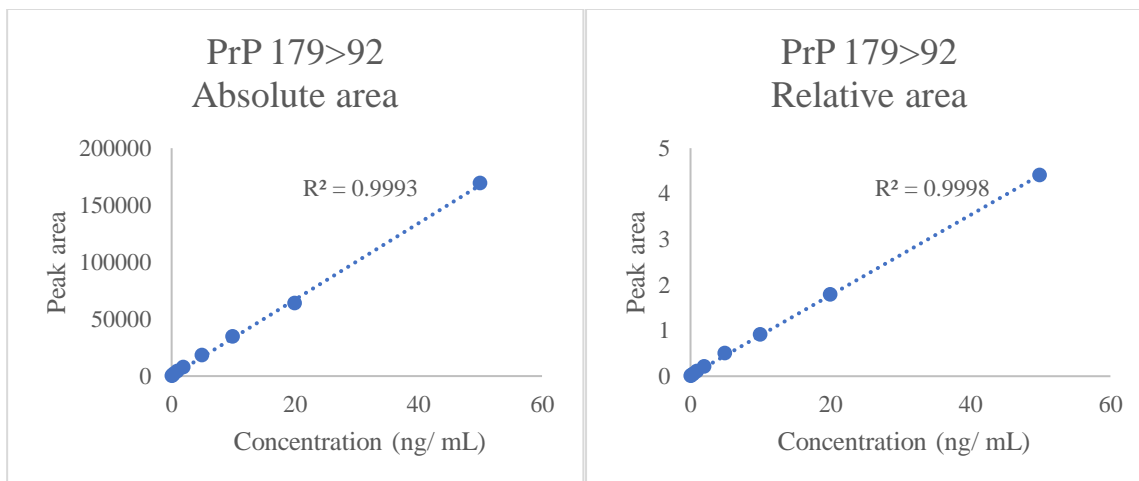 PrP 179>92
Absolute area
200000
150000
100000
50000
0
R² = 0.9993
Peak area
0
20
40
60
Concentration (ng/ mL)
PrP 179>92
Relative area
5
4
3
2
1
0
R² = 0.9998
Peak area
0
20
40
60
Concentration (ng/ mL)